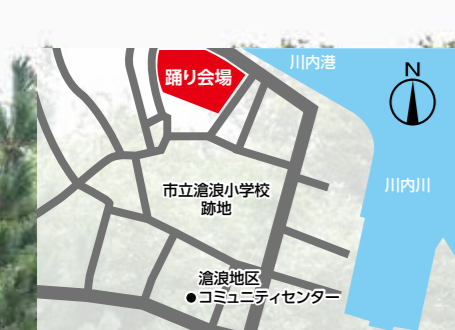 川内港
踊り会場
N
川内川
市立滄浪小学校
跡地
滄浪地区
●コミュニティセンター